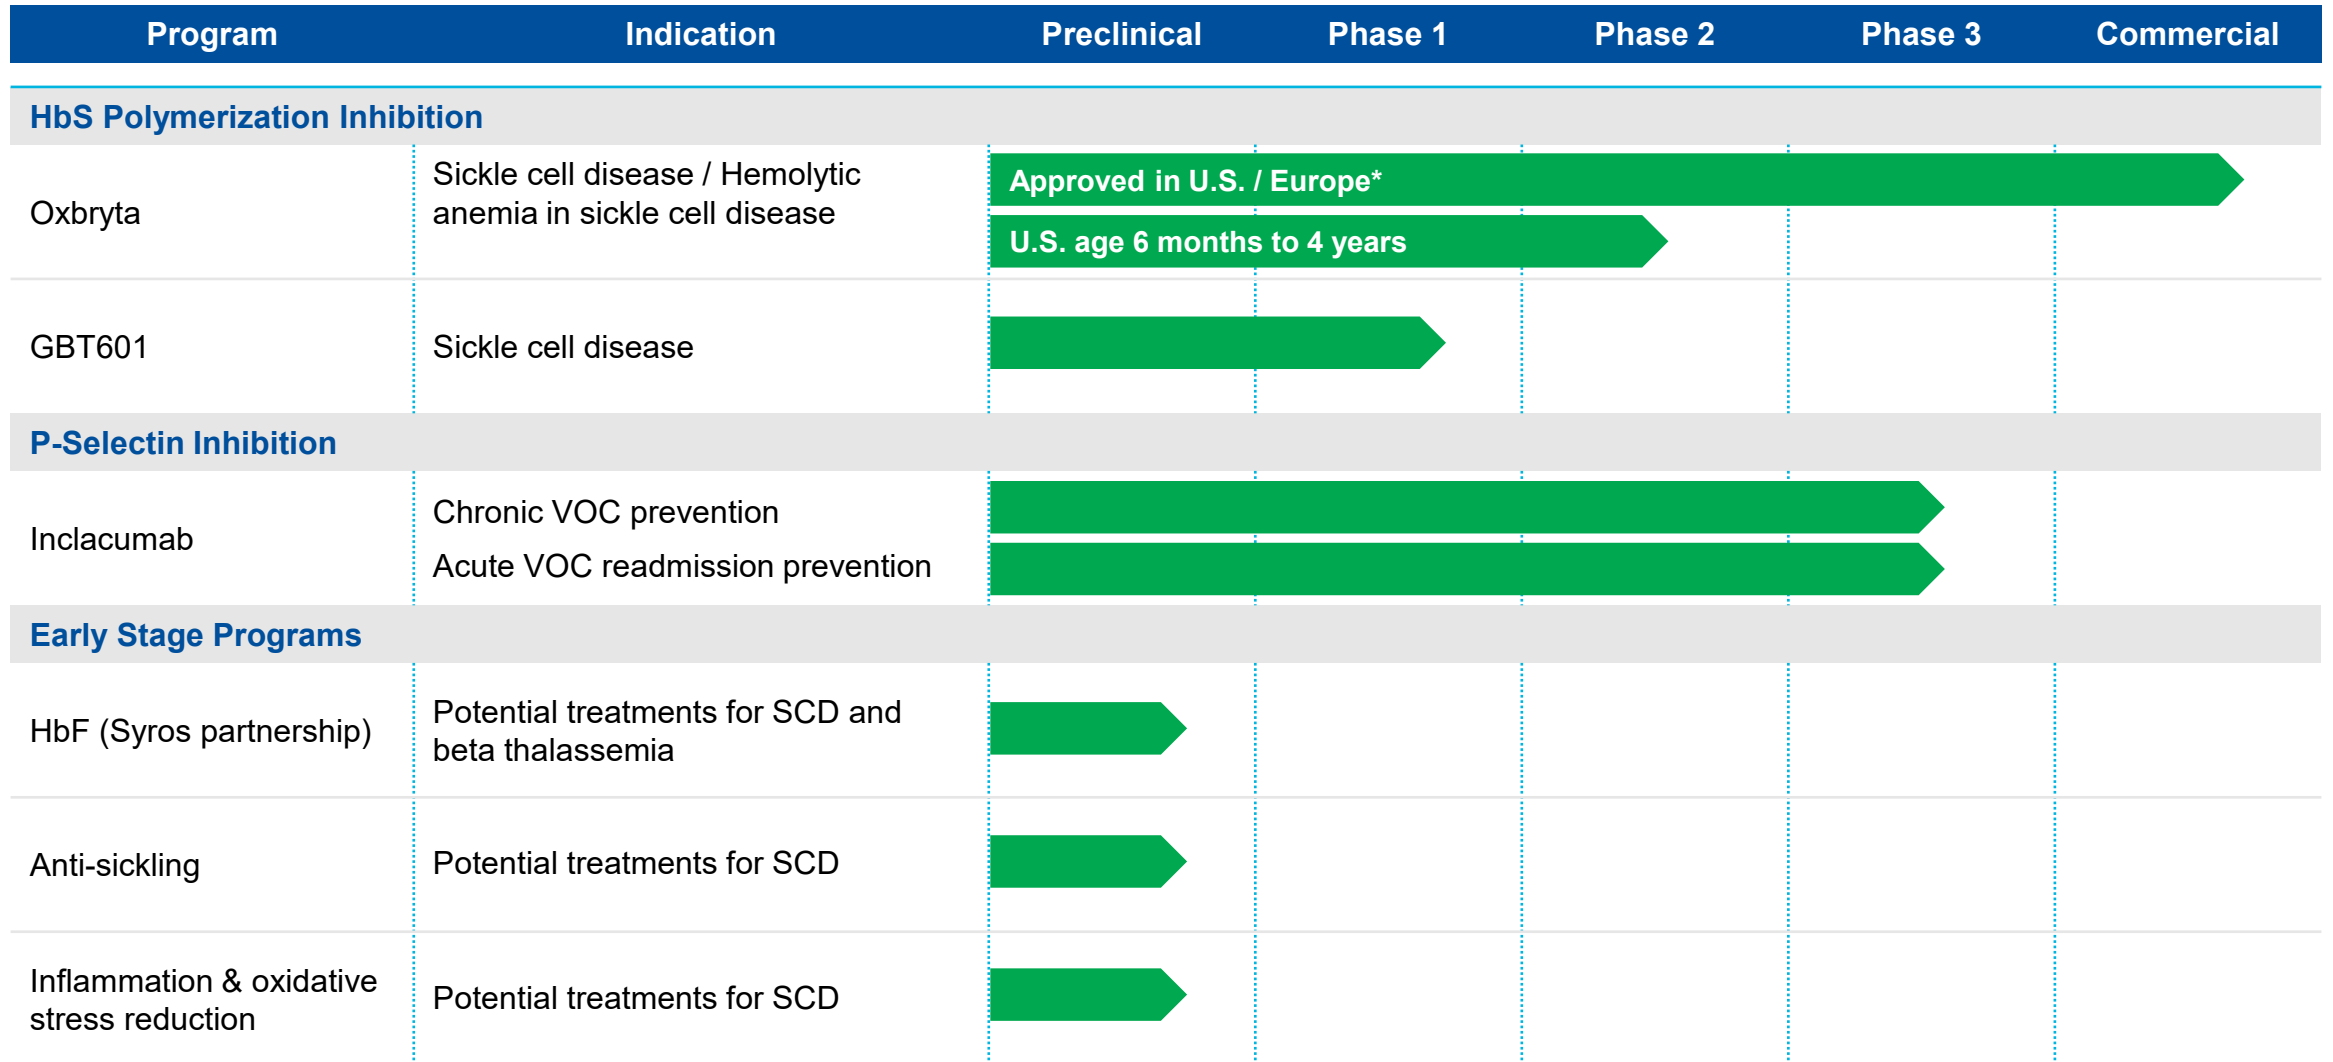 Program Indication Preclinical Phase 1 Phase 2 Phase 3 Commercial
HbS Polymerization Inhibition
Oxbryta
Sickle cell disease / Hemolytic
anemia in sickle cell disease
Approved in U.S. / Europe*
U.S. age 6 months to 4 years
GBT601
Sickle cell disease
P-Selectin Inhibition
Inclacumab
Chronic VOC prevention
Acute VOC readmission prevention
Early Stage Programs
HbF (Syros partnership)
Potential treatments for SCD and
beta thalassemia
Anti-sickling
Potential treatments for SCD
Inflammation & oxidative
stress reduction
Potential treatments for SCD